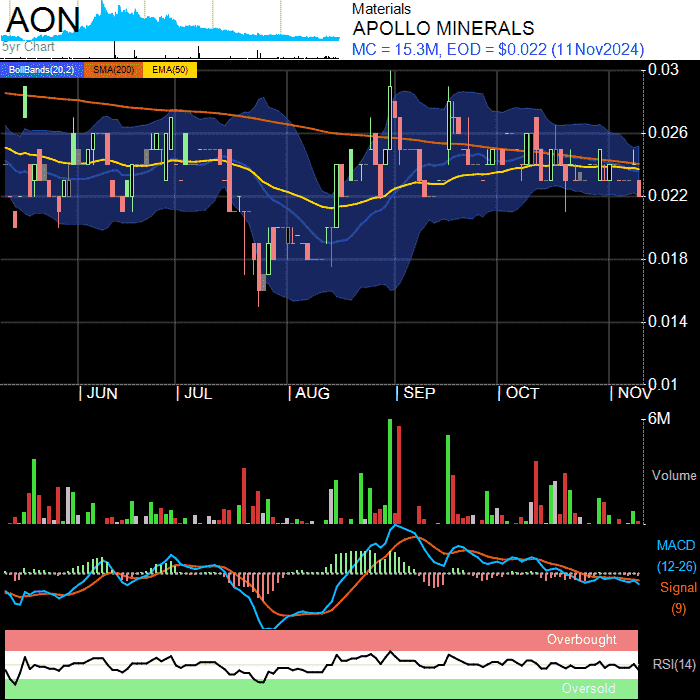 AON
5yr Chart
Materials
APOLLO MINERALS
MC = 15.3M, EOD = $0.022 (11Nov2024)
BollBands(20,2) SMA(200) EMA(50)
0.03
0.026
0.022
0.018
0.014
0.01
JUN JUL AUG SEP OCT NOV
6M
Volume
MACD
(12-26)
Signal
(9)
Overbought
RSI(14)
Oversold